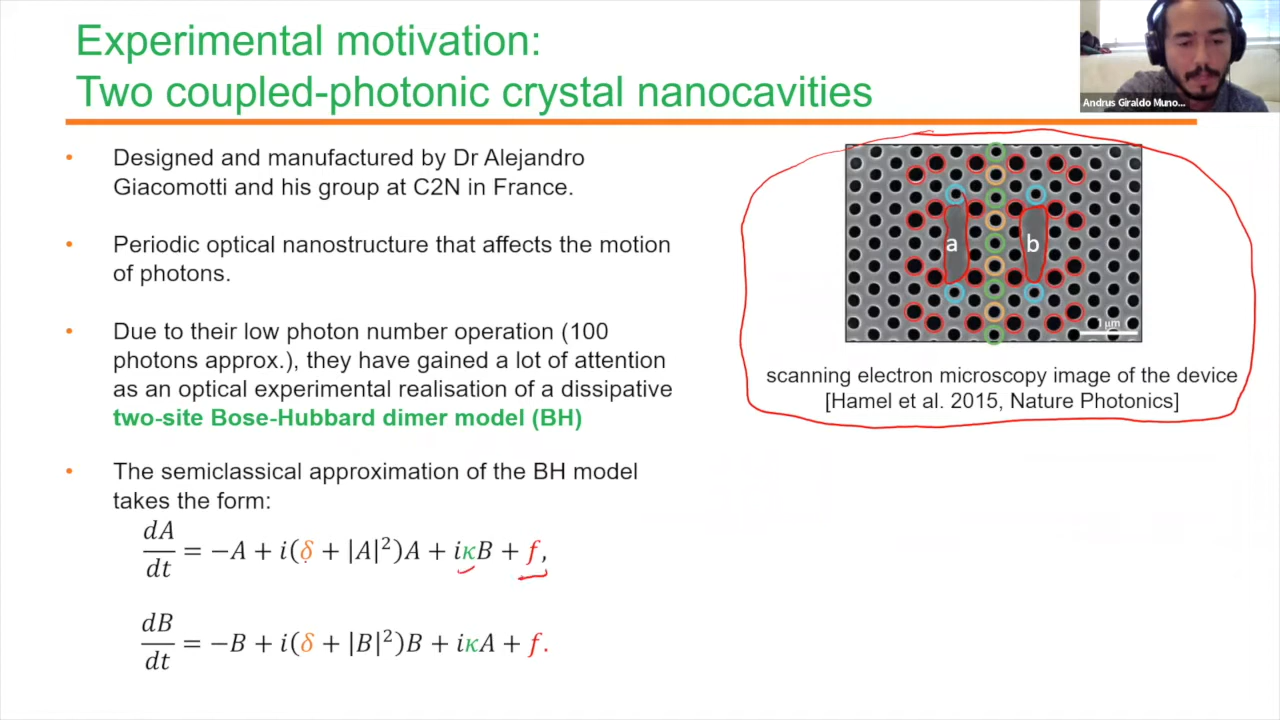 Experimental motivation:
Two coupled-photonic crystal nanocavities
Andrus Giraldo Muno...
• Designed and manufactured by Dr Alejandro
Giacomotti and his group at C2N in France.
• Periodic optical nanostructure that affects the motion
of photons.
• Due to their low photon number operation (100
photons approx.), they have gained a lot of attention
as an optical experimental realisation of a dissipative
two-site Bose-Hubbard dimer model (BH)
• The semiclassical approximation of the BH model
takes the form:
dA/dt = −A + i(δ + |A|²)A + iκB + f,
dB/dt = −B + i(δ + |B|²)B + iκA + f.
a b
μm
scanning electron microscopy image of the device
[Hamel et al. 2015, Nature Photonics]